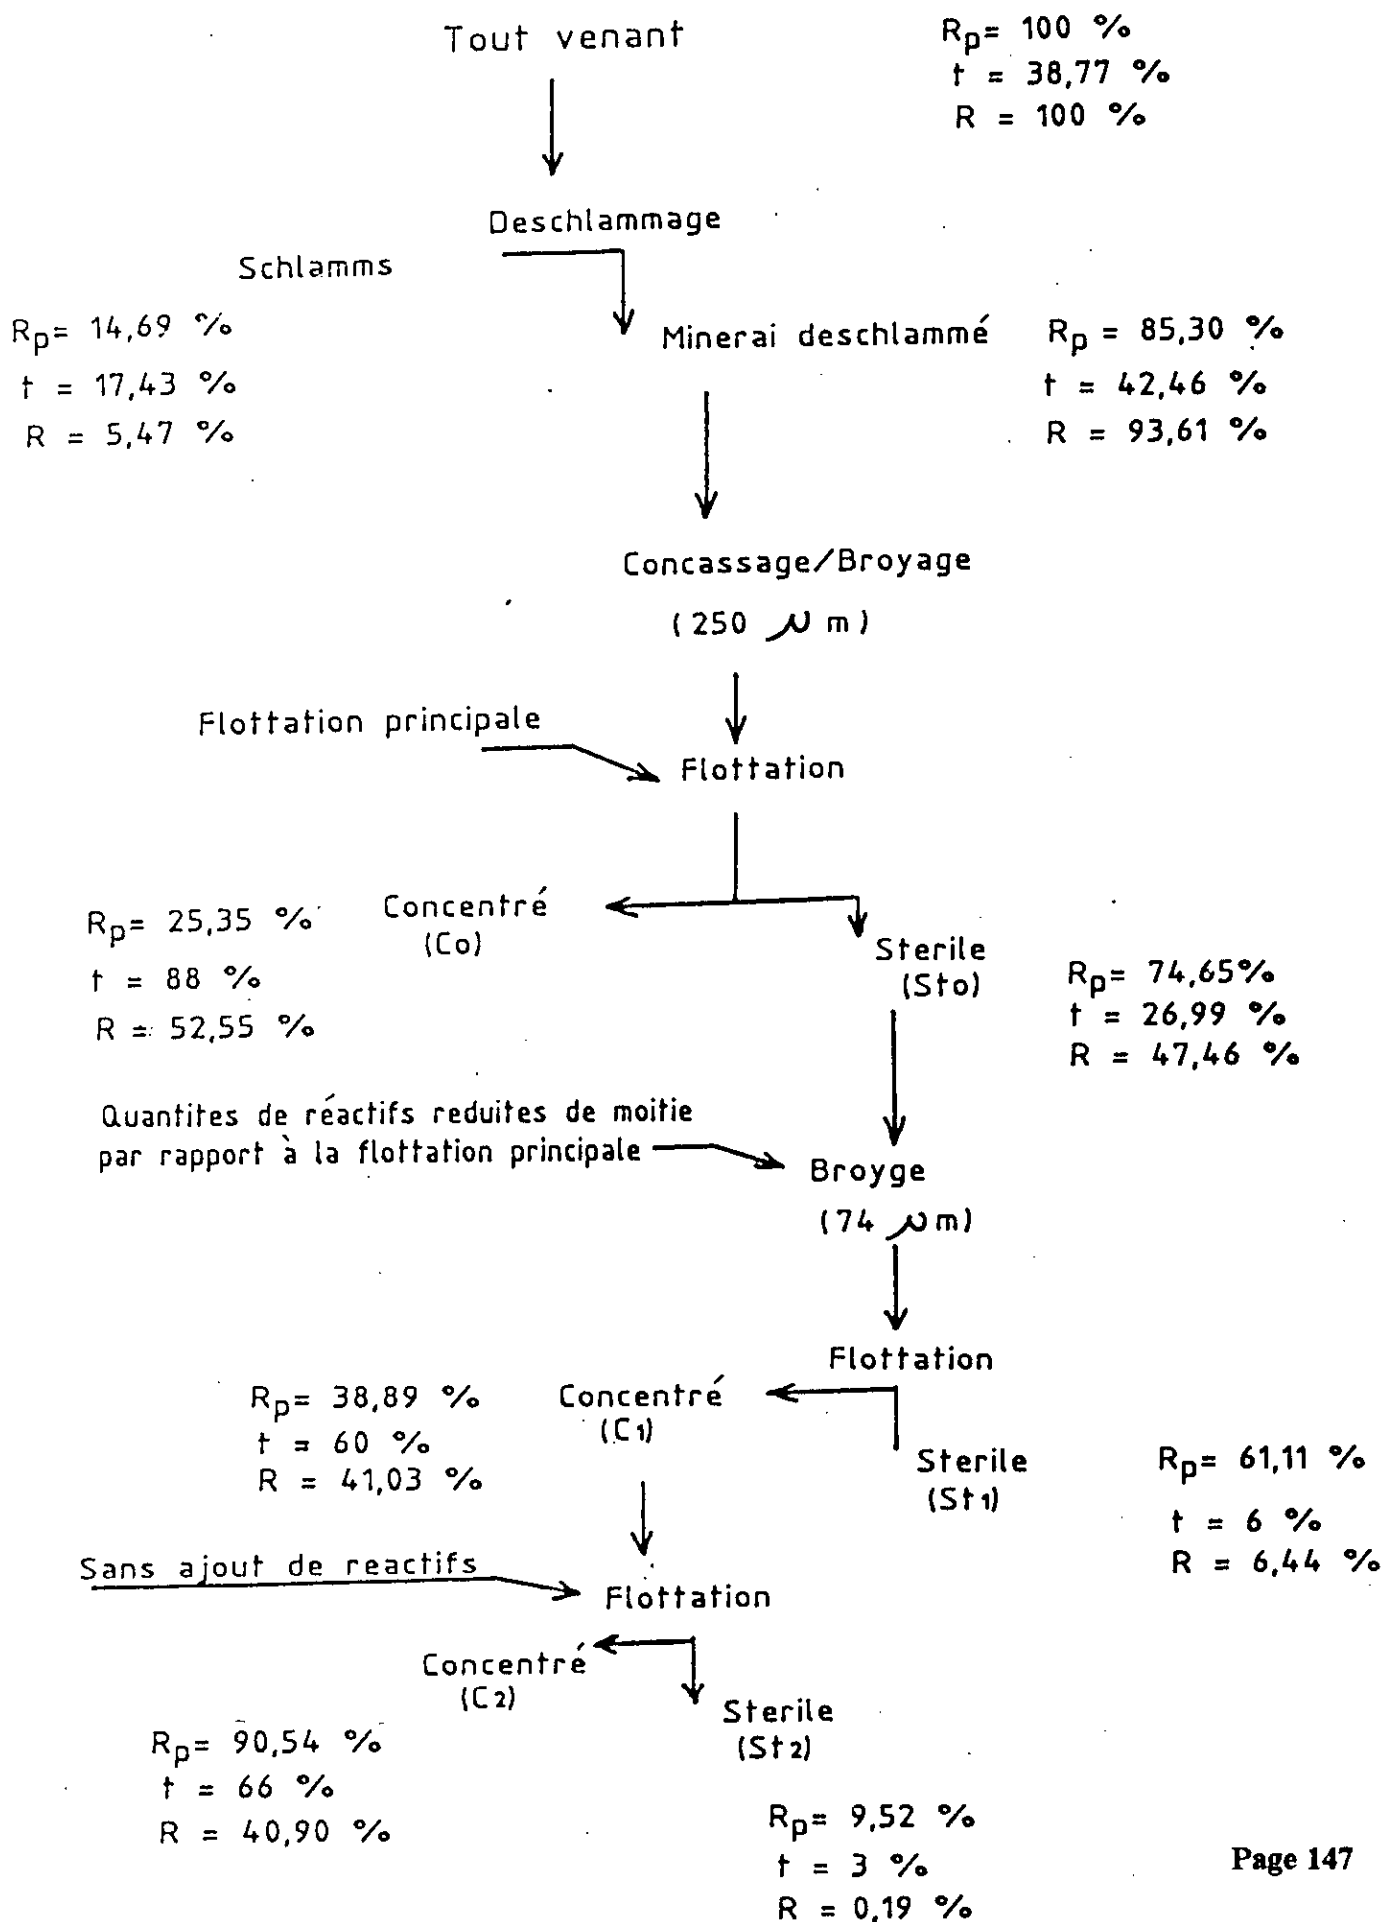 Tout venant
Rp= 100 %
t = 38,77 %
R = 100 %
Deschlammage
Schlamms
Rp= 14,69 %
t = 17,43 %
R = 5,47 %
Minerai deschlammé
Rp = 85,30 %
t = 42,46 %
R = 93,61 %
Concassage/Broyage
(250 µm)
Flottation principale
Flottation
Rp= 25,35 %
t = 88 %
R = 52,55 %
Concentré
(Co)
Sterile
(Sto)
Rp= 74,65%
t = 26,99 %
R = 47,46 %
Quantites de réactifs reduites de moitie
par rapport à la flottation principale
Broyge
(74 µm)
Flottation
Rp= 38,89 %
t = 60 %
R = 41,03 %
Concentré
(C1)
Sterile
(St1)
Rp= 61,11 %
t = 6 %
R = 6,44 %
Sans ajout de reactifs
Flottation
Concentré
(C2)
Rp= 90,54 %
t = 66 %
R = 40,90 %
Sterile
(St2)
Rp= 9,52 %
t = 3 %
R = 0,19 %
Page 147